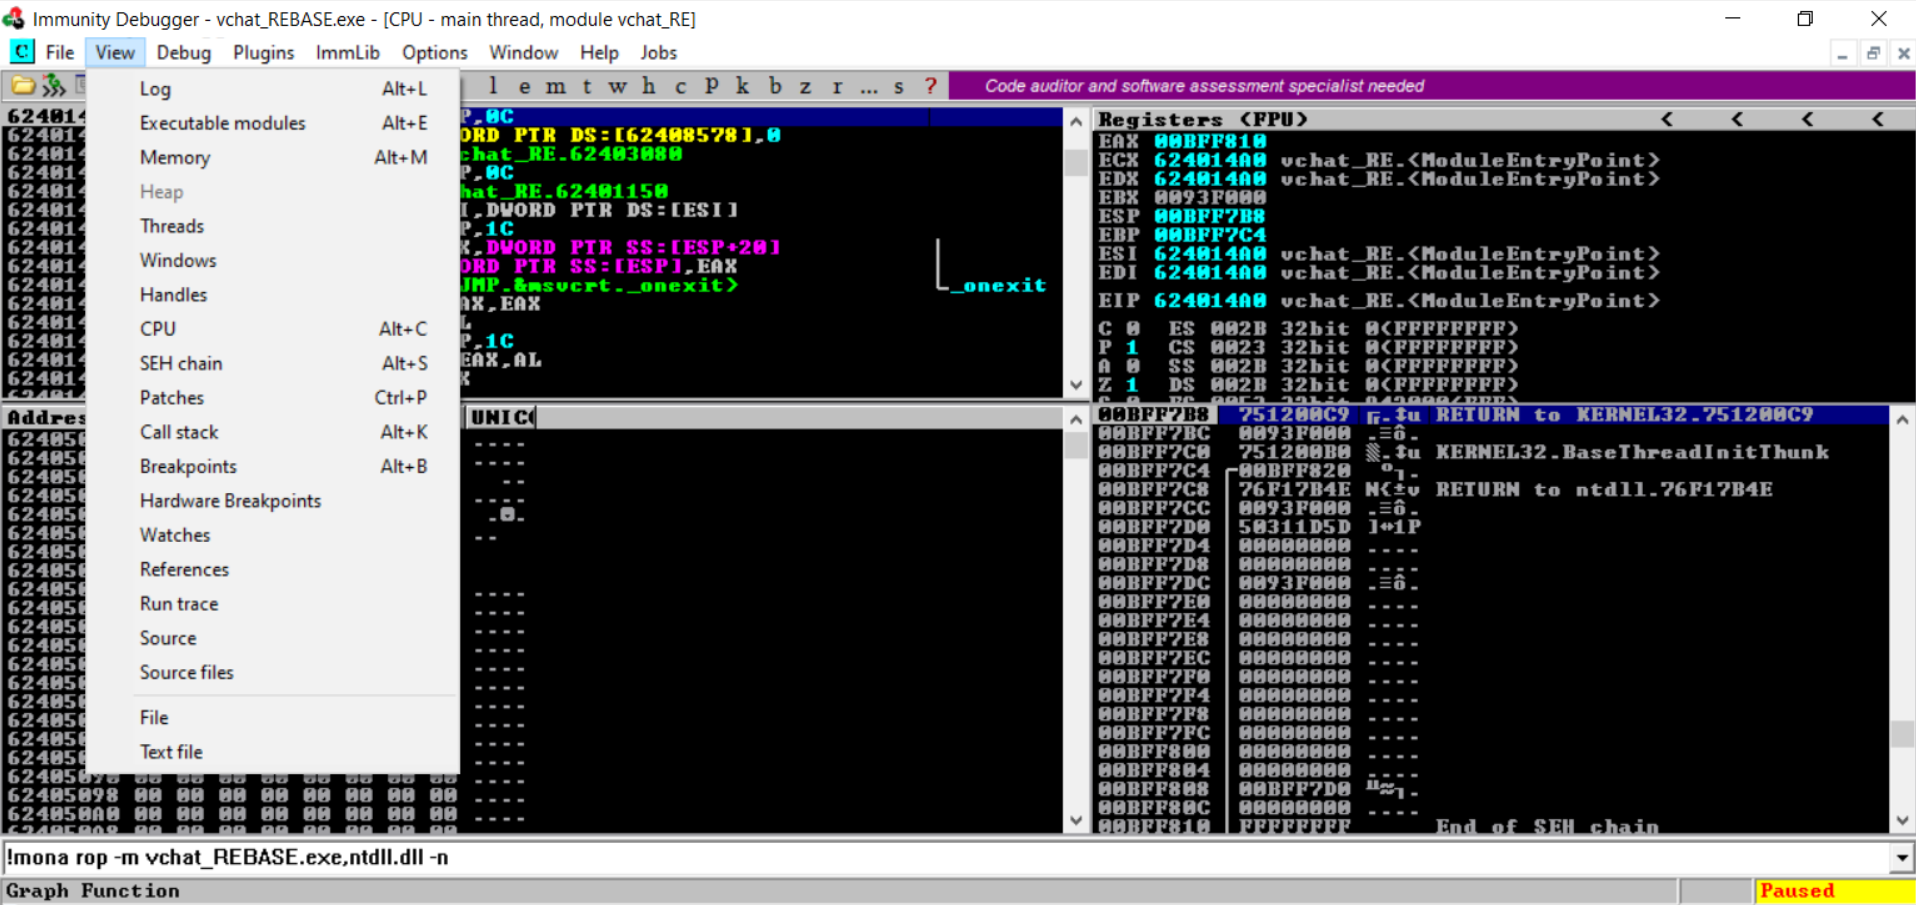 Immunity Debugger - vchat_REBASE.exe - [CPU - main thread, module vchat_RE]
C File View Debug Plugins ImmLib Options Window Help Jobs
l e m t w h c P k b z r ... s ? Code auditor and software assessment specialist needed
Log Alt+L
Executable modules Alt+E
Memory Alt+M
Heap
Threads
Windows
Handles
CPU Alt+C
SEH chain Alt+S
Patches Ctrl+P
Call stack Alt+K
Breakpoints Alt+B
Hardware Breakpoints
Watches
References
Run trace
Source
Source files
File
Text file
P,0C
ORD PTR DS:[62408578],0
chat_RE.62403080
P,0C
hat_RE.62401150
I,DWORD PTR DS:[ESI]
P,1C
X,DWORD PTR SS:[ESP+20]
ORD PTR SS:[ESP],EAX
JMP.&msvcrt._onexit> _onexit
AX,EAX
L
P,1C
EAX,AL
X
Registers (FPU) < < < <
EAX 00BFF810
ECX 624014A0 vchat_RE.<ModuleEntryPoint>
EDX 624014A0 vchat_RE.<ModuleEntryPoint>
EBX 0093F000
ESP 00BFF7B8
EBP 00BFF7C4
ESI 624014A0 vchat_RE.<ModuleEntryPoint>
EDI 624014A0 vchat_RE.<ModuleEntryPoint>
EIP 624014A0 vchat_RE.<ModuleEntryPoint>
C 0 ES 002B 32bit 0(FFFFFFFF)
P 1 CS 0023 32bit 0(FFFFFFFF)
A 0 SS 002B 32bit 0(FFFFFFFF)
Z 1 DS 002B 32bit 0(FFFFFFFF)
Addres UNIC
62405098 00 00 00 00 00 00 00 00 ----
624050A0 00 00 00 00 00 00 00 00 ----
00BFF7B8 751200C9 RETURN to KERNEL32.751200C9
00BFF7BC 0093F000
00BFF7C0 751200B0 KERNEL32.BaseThreadInitThunk
00BFF7C4 00BFF820
00BFF7C8 76F17B4E RETURN to ntdll.76F17B4E
00BFF7CC 0093F000
00BFF7D0 50311D5D ]↔1P
00BFF7D4 00000000 ----
00BFF7D8 00000000 ----
00BFF7DC 0093F000
00BFF7E0 00000000 ----
00BFF7E4 00000000 ----
00BFF7E8 00000000 ----
00BFF7EC 00000000 ----
00BFF7F0 00000000 ----
00BFF7F4 00000000 ----
00BFF7F8 00000000 ----
00BFF7FC 00000000 ----
00BFF800 00000000 ----
00BFF804 00000000 ----
00BFF808 00BFF7D0
00BFF80C 00000000 ----
00BFF810 FFFFFFFF End of SEH chain
!mona rop -m vchat_REBASE.exe,ntdll.dll -n
Graph Function Paused